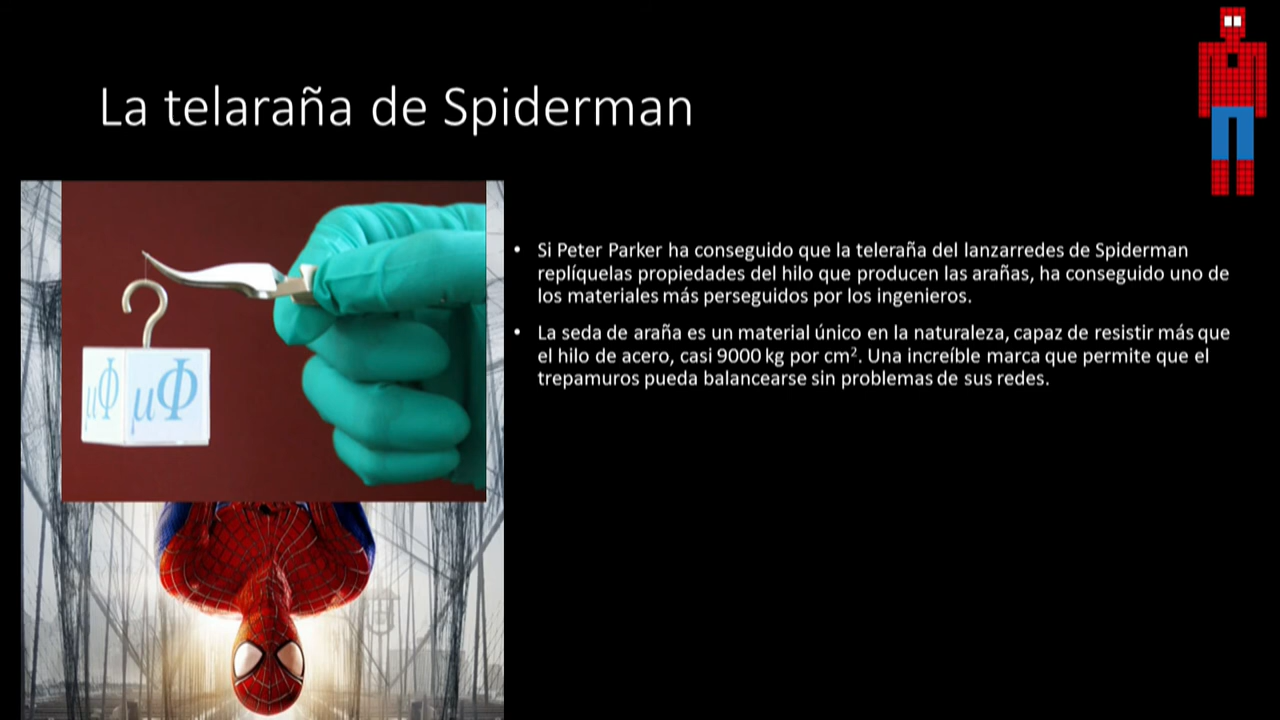 La telaraña de Spiderman
μΦ μΦ
• Si Peter Parker ha conseguido que la teleraña del lanzarredes de Spiderman
replíquelas propiedades del hilo que producen las arañas, ha conseguido uno de
los materiales más perseguidos por los ingenieros.
• La seda de araña es un material único en la naturaleza, capaz de resistir más que
el hilo de acero, casi 9000 kg por cm². Una increíble marca que permite que el
trepamuros pueda balancearse sin problemas de sus redes.